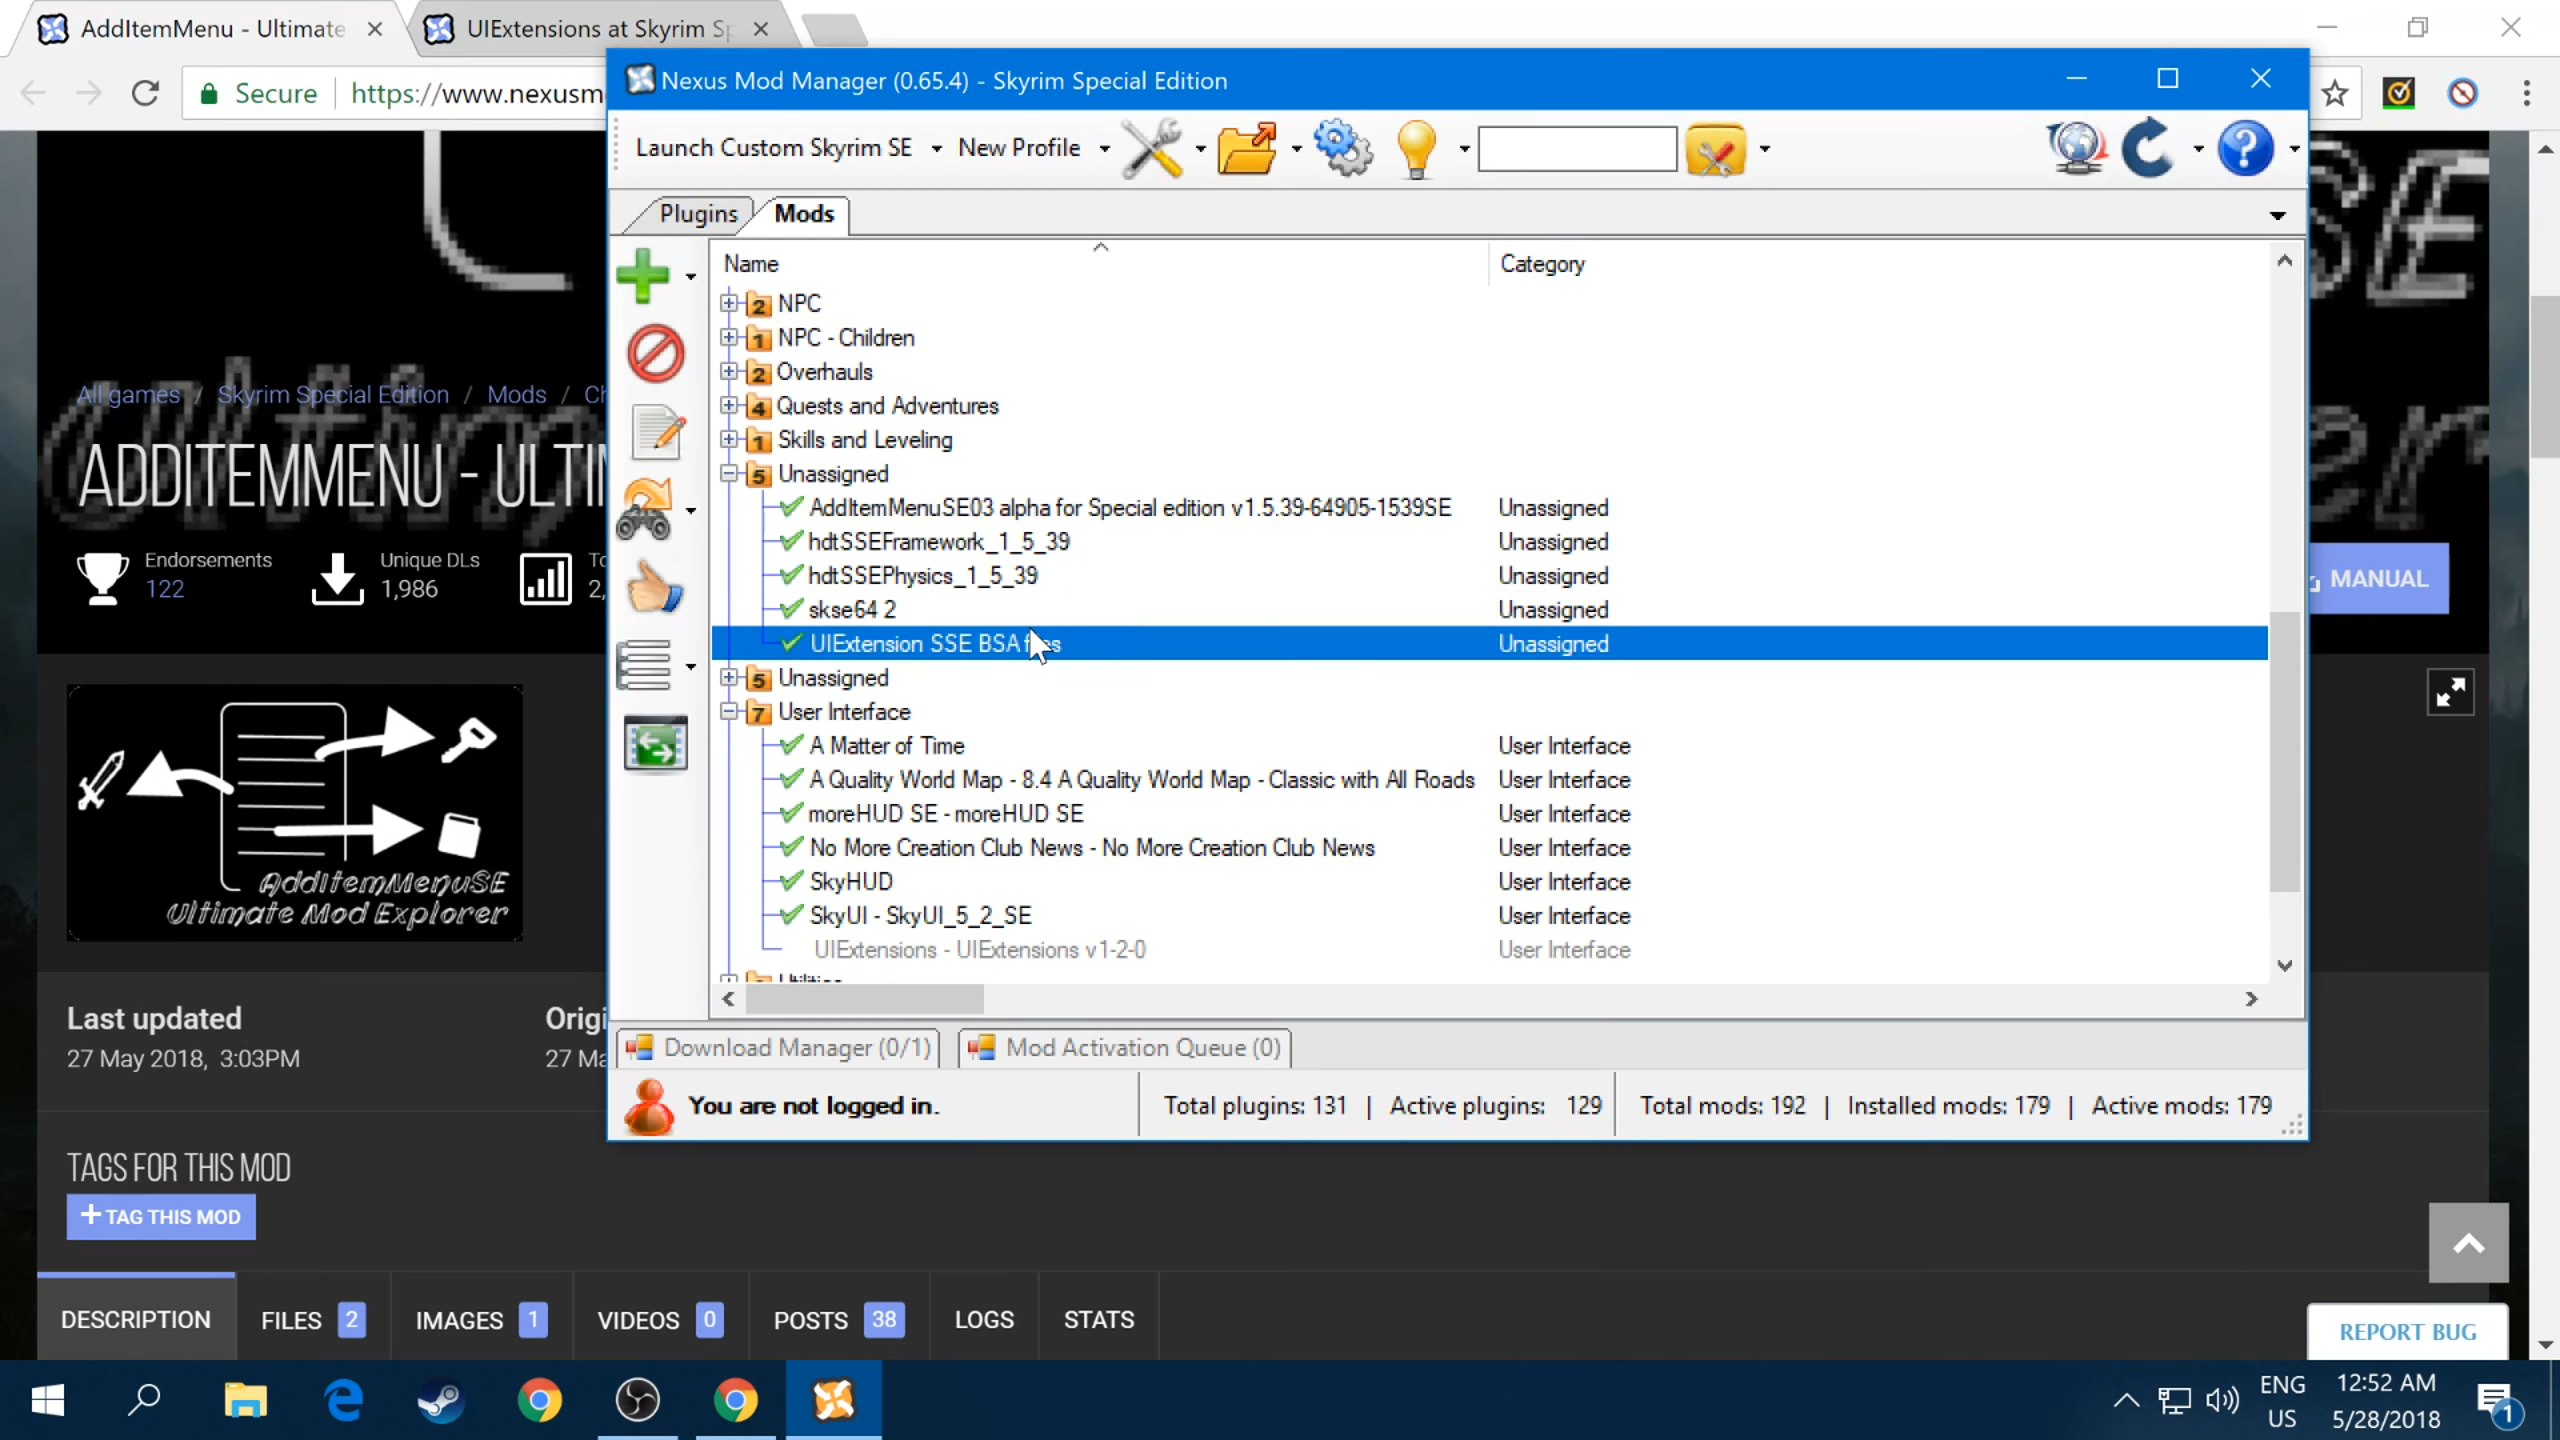 AddItemMenu - Ultimate
UIExtensions at Skyrim Sp
Secure
https://www.nexusm
Nexus Mod Manager (0.65.4) - Skyrim Special Edition
Launch Custom Skyrim SE
New Profile
Plugins
Mods
Name
Category
2 NPC
1 NPC - Children
2 Overhauls
4 Quests and Adventures
1 Skills and Leveling
5 Unassigned
AddItemMenuSE03 alpha for Special edition v1.5.39-64905-1539SE Unassigned
hdtSSEFramework_1_5_39 Unassigned
hdtSSEPhysics_1_5_39 Unassigned
skse64 2 Unassigned
UIExtension SSE BSA Unassigned
5 Unassigned
7 User Interface
A Matter of Time User Interface
A Quality World Map - 8.4 A Quality World Map - Classic with All Roads User Interface
moreHUD SE - moreHUD SE User Interface
No More Creation Club News - No More Creation Club News User Interface
SkyHUD User Interface
SkyUI - SkyUI_5_2_SE User Interface
UIExtensions - UIExtensions v1-2-0 User Interface
Download Manager (0/1)
Mod Activation Queue (0)
You are not logged in.
Total plugins: 131 | Active plugins: 129
Total mods: 192 | Installed mods: 179 | Active mods: 179
All games / Skyrim Special Edition / Mods / Ch
ADDITEMMENU - ULTI
Endorsements
122
Unique DLs
1,986
To
2,
MANUAL
AddItemMenuSE
Ultimate Mod Explorer
Last updated
27 May 2018, 3:03PM
Origi
27 Ma
TAGS FOR THIS MOD
+ TAG THIS MOD
DESCRIPTION
FILES 2
IMAGES 1
VIDEOS 0
POSTS 38
LOGS
STATS
REPORT BUG
ENG
US
12:52 AM
5/28/2018
1